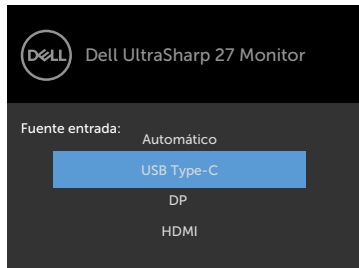 DELL
Dell UltraSharp 27 Monitor
Fuente entrada:
Automático
USB Type-C
DP
HDMI